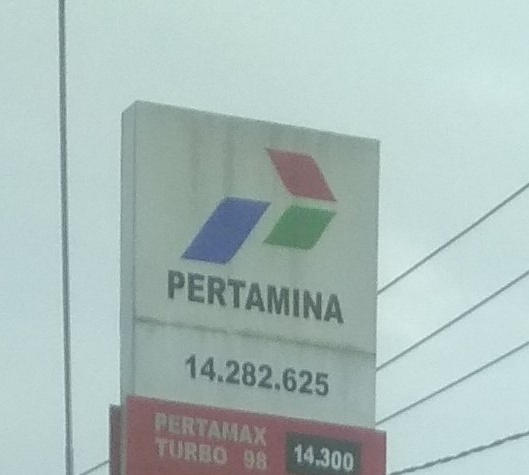 PERTAMINA
14.282.625
PERTAMAX
TURBO 98 14.300